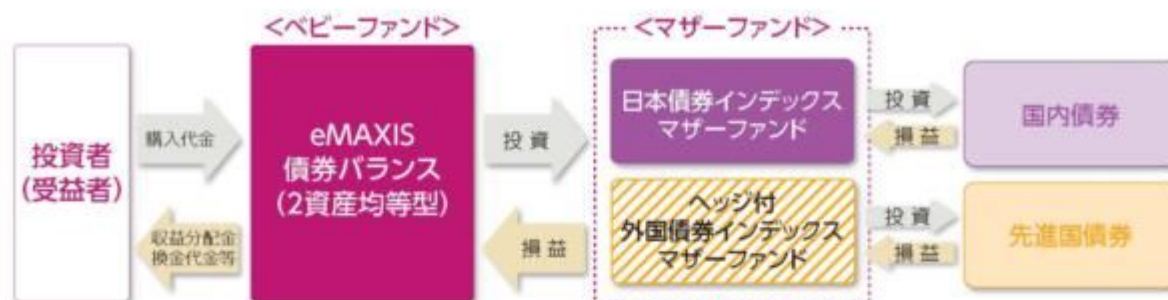 <ベビーファンド>
<マザーファンド>
投資者
(受益者)
購入代金
収益分配金
換金代金等
eMAXIS
債券バランス
(2資産均等型)
投資
損益
日本債券インデックス
マザーファンド
ヘッジ付
外国債券インデックス
マザーファンド
投資
損益
投資
損益
国内債券
先進国債券